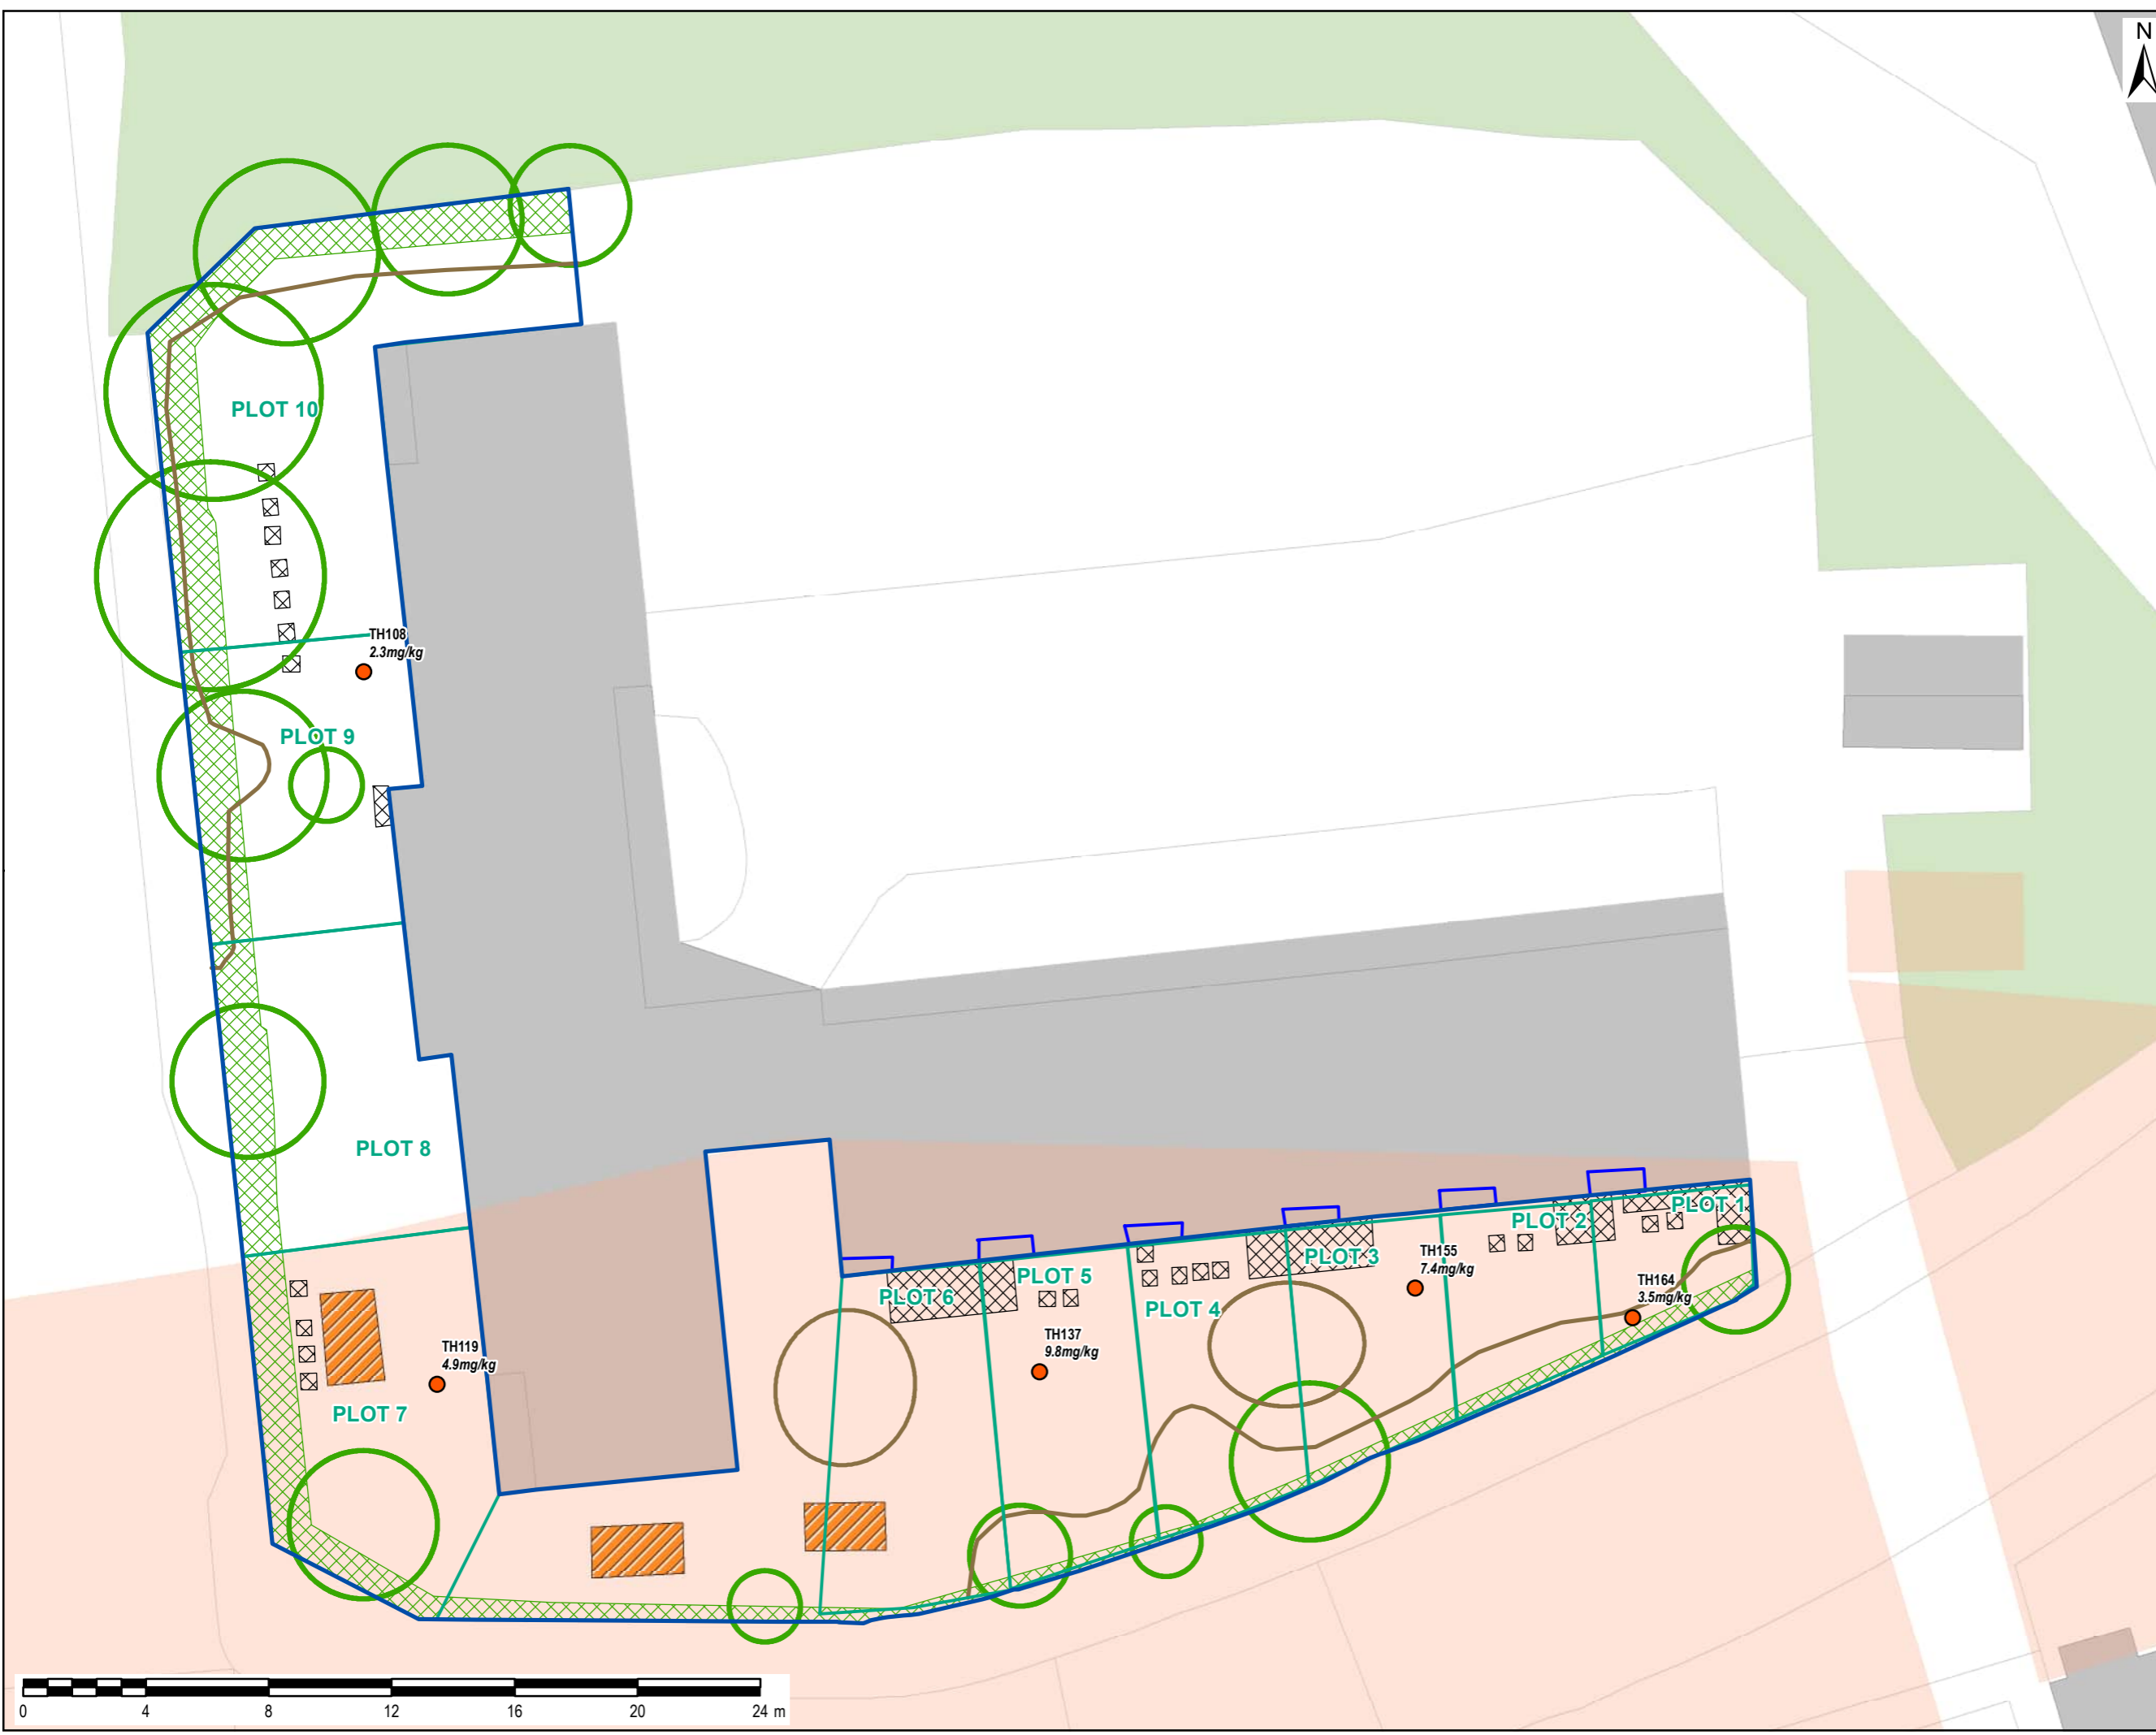 N
PLOT 10
TH108
2.3mg/kg
PLOT 9
PLOT 8
PLOT 1
PLOT 2
PLOT 3
TH155
7.4mg/kg
PLOT 5
PLOT 6
PLOT 4
TH164
3.5mg/kg
TH137
9.8mg/kg
TH119
4.9mg/kg
PLOT 7
0 4 8 12 16 20 24 m